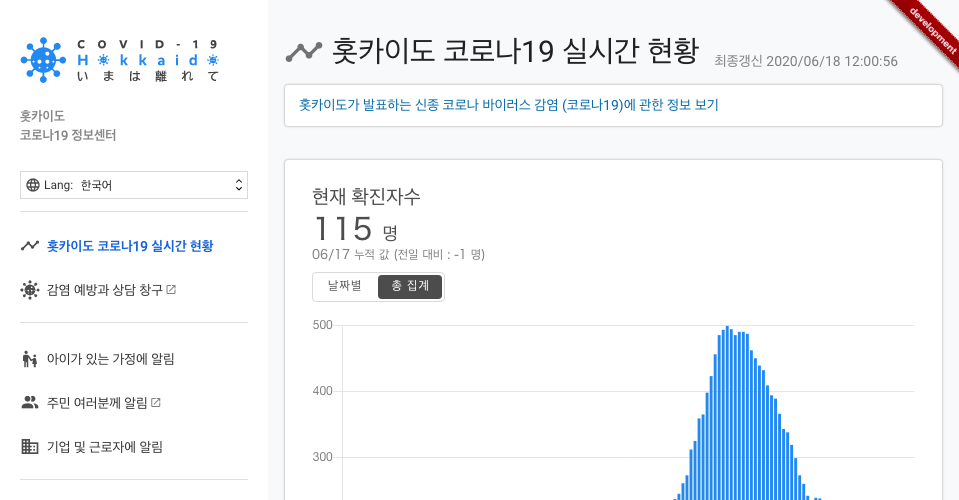 COVID-19
Hokkaido
いまは離れて
홋카이도
코로나19 정보센터
Lang: 한국어
홋카이도 코로나19 실시간 현황
감염 예방과 상담 창구
아이가 있는 가정에 알림
주민 여러분께 알림
기업 및 근로자에 알림
development
홋카이도 코로나19 실시간 현황
최종갱신 2020/06/18 12:00:56
홋카이도가 발표하는 신종 코로나 바이러스 감염 (코로나19)에 관한 정보 보기
현재 확진자수
115 명
06/17 누적 값 (전일 대비 : -1 명)
날짜별 총 집계
500
400
300